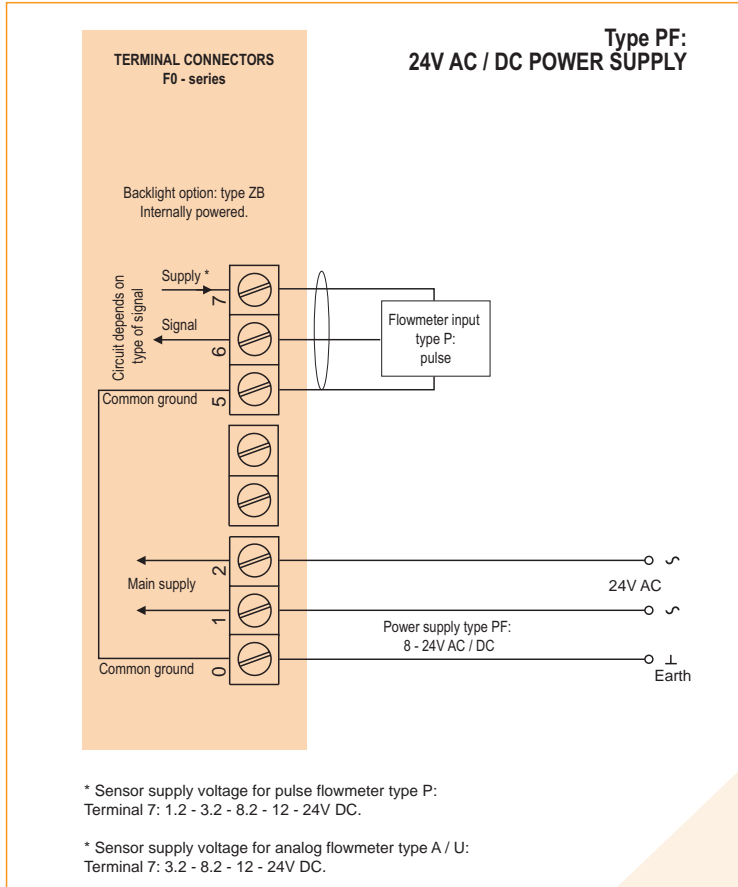 Type PF:
24V AC / DC POWER SUPPLY
TERMINAL CONNECTORS
F0 - series
Backlight option: type ZB
Internally powered.
Circuit depends on
type of signal
Supply *
7
Signal
6
Common ground
5
Flowmeter input
type P:
pulse
2
Main supply
1
24V AC
Power supply type PF:
8 - 24V AC / DC
Common ground
0
Earth
* Sensor supply voltage for pulse flowmeter type P:
Terminal 7: 1.2 - 3.2 - 8.2 - 12 - 24V DC.
* Sensor supply voltage for analog flowmeter type A / U:
Terminal 7: 3.2 - 8.2 - 12 - 24V DC.